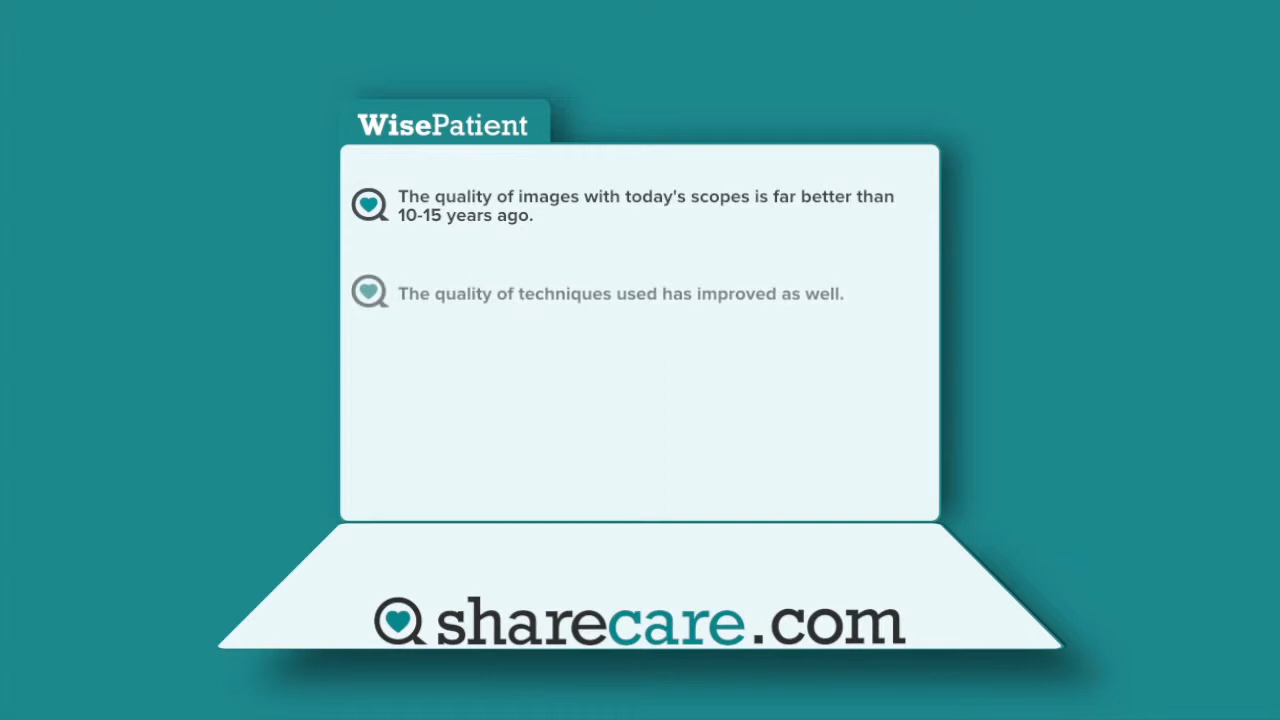 WisePatient
The quality of images with today's scopes is far better than
10-15 years ago.
The quality of techniques used has improved as well.
sharecare.com